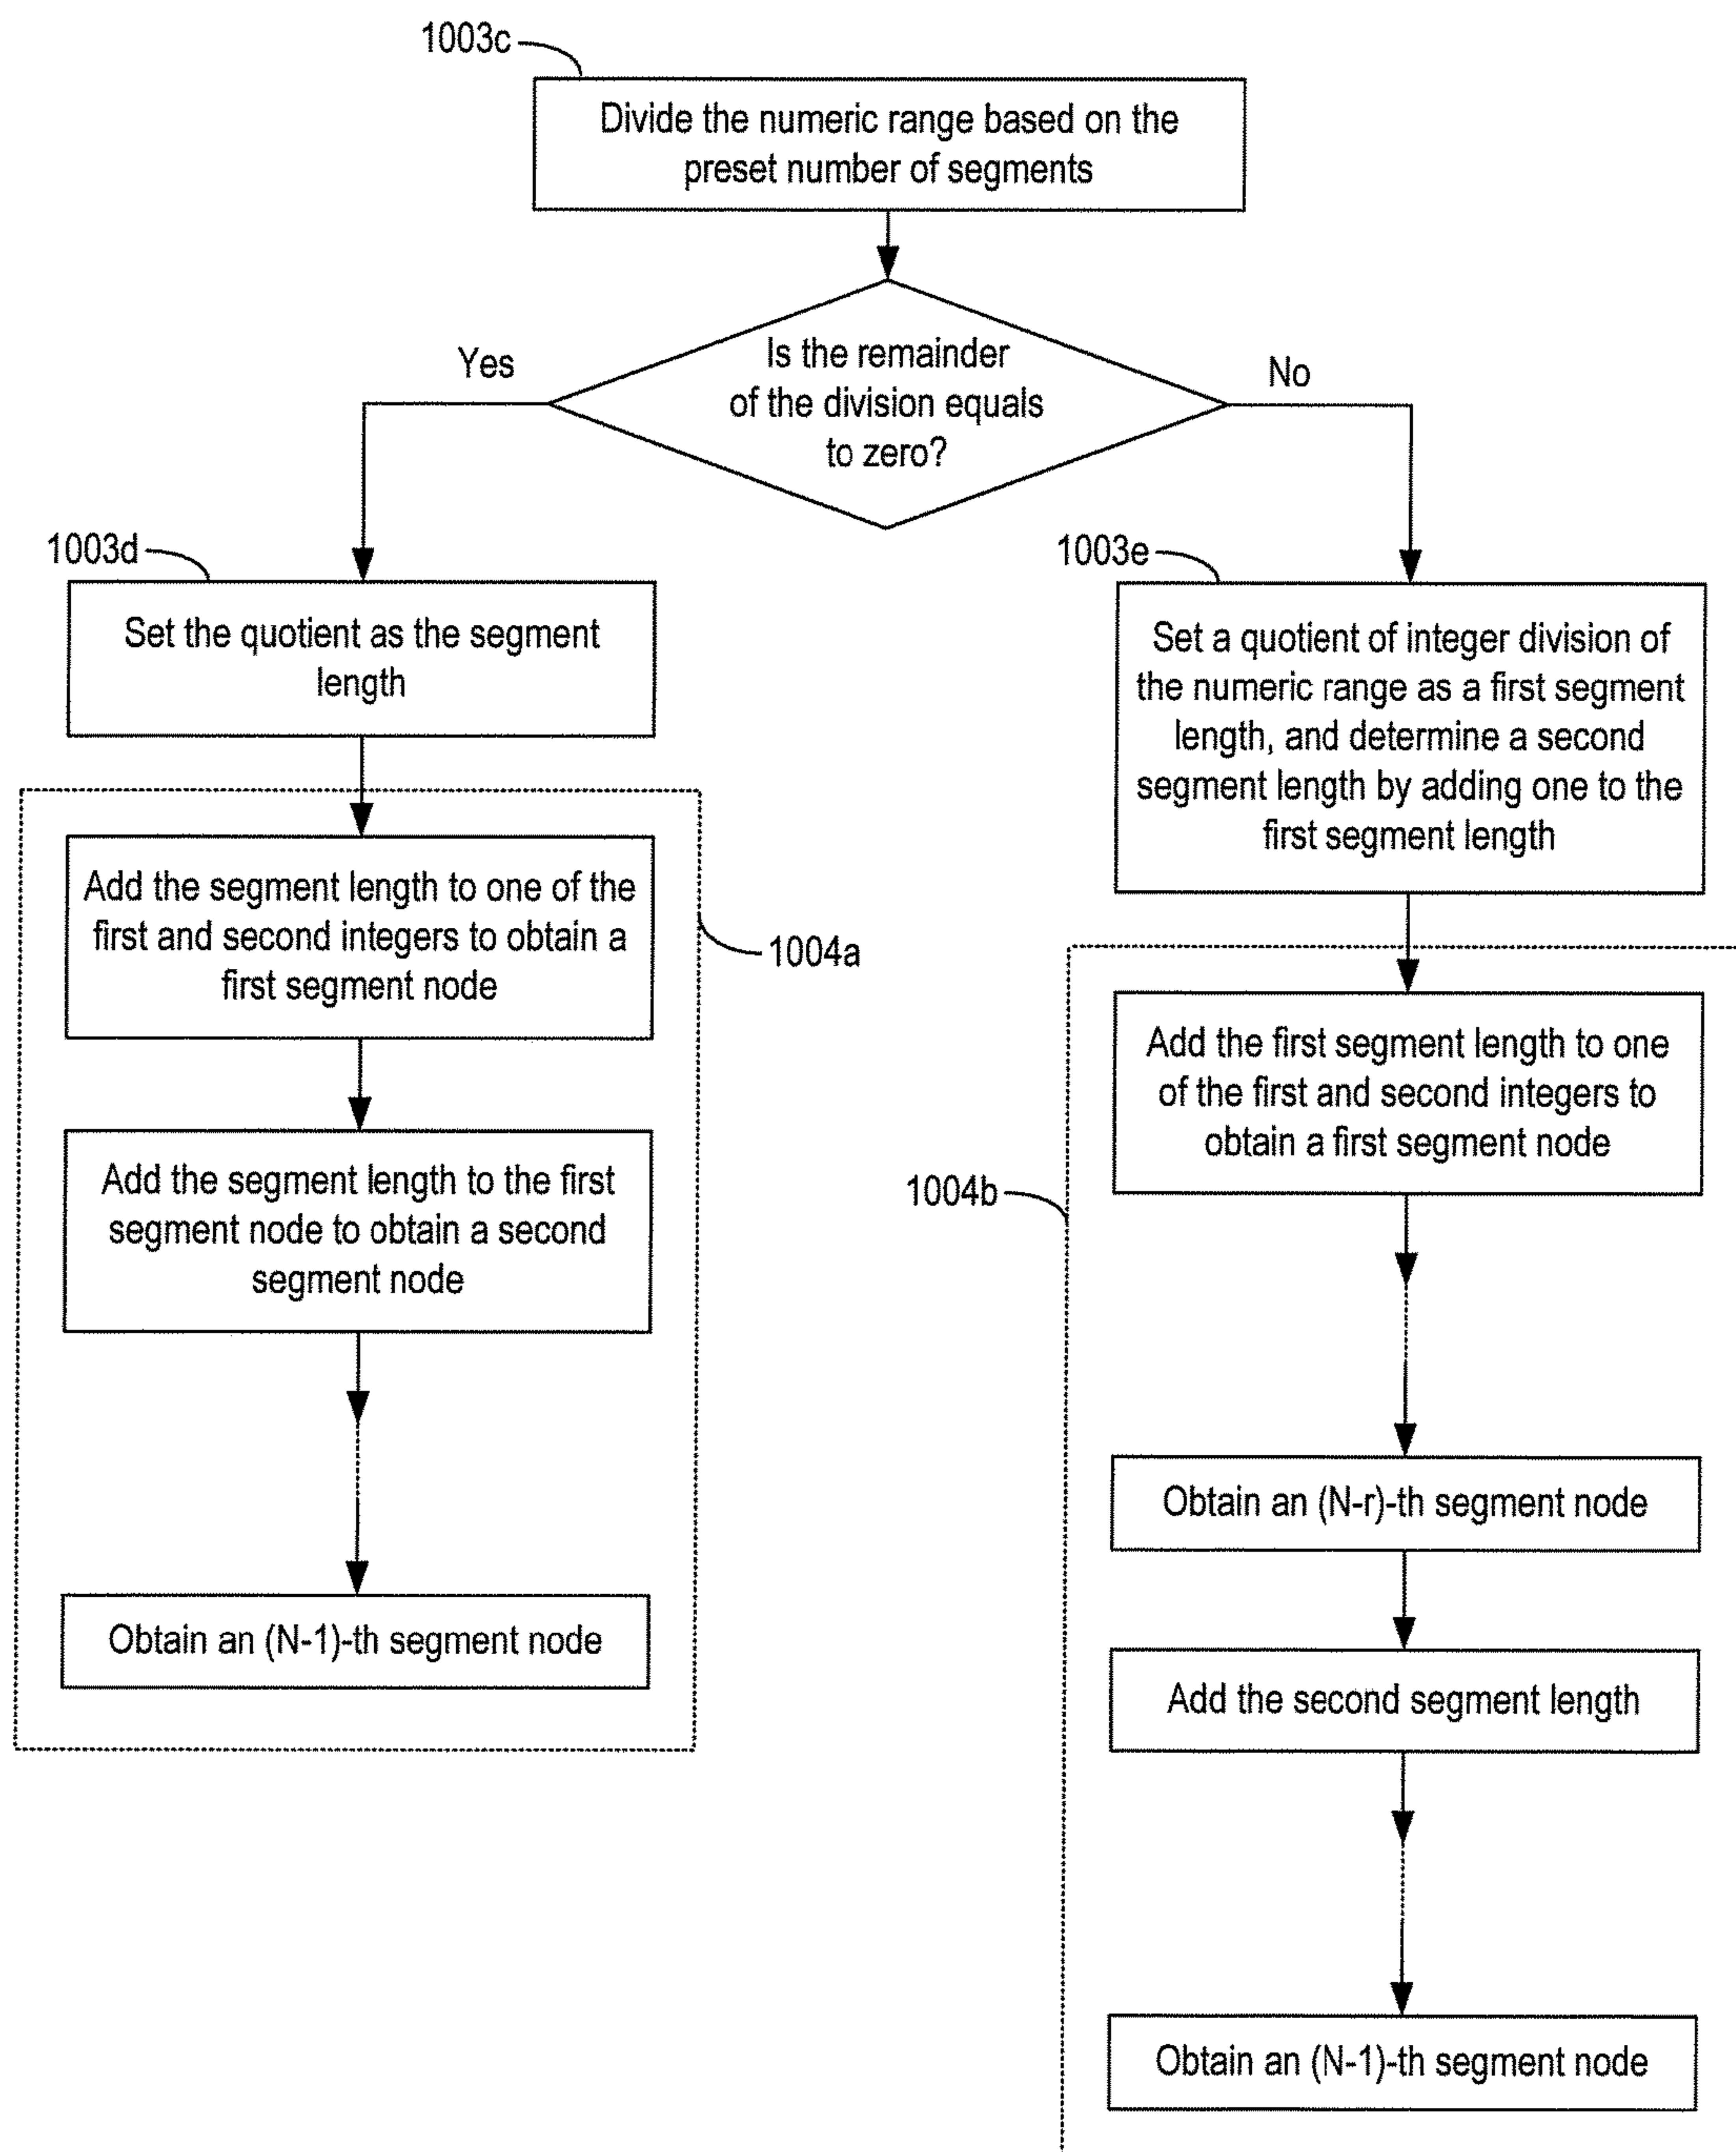 1003c
Divide the numeric range based on the
preset number of segments
Is the remainder
of the division equals
to zero?
Yes
No
1003d
Set the quotient as the segment
length
1003e
Set a quotient of integer division of
the numeric range as a first segment
length, and determine a second
segment length by adding one to the
first segment length
Add the segment length to one of the
first and second integers to obtain a
first segment node
1004a
Add the segment length to the first
segment node to obtain a second
segment node
Obtain an (N-1)-th segment node
Add the first segment length to one
of the first and second integers to
obtain a first segment node
1004b
Obtain an (N-r)-th segment node
Add the second segment length
Obtain an (N-1)-th segment node